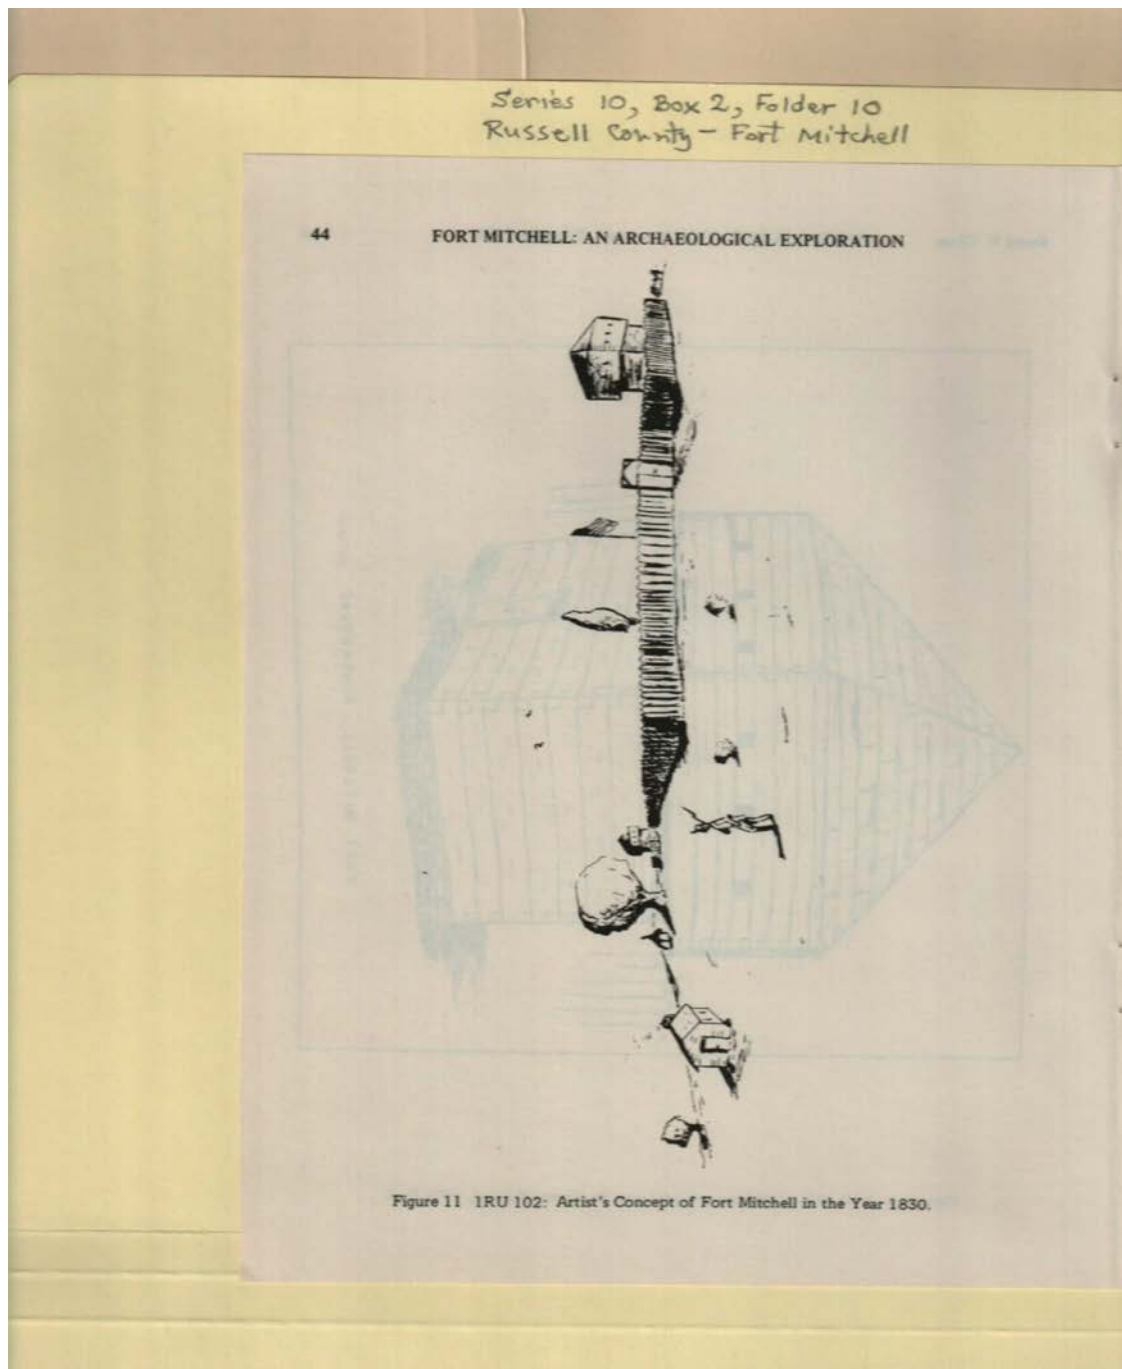 Series 10, Box 2, Folder 10
Russell County - Fort Mitchell
44 FORT MITCHELL: AN ARCHAEOLOGICAL EXPLORATION
Figure 11 1RU 102: Artist's Concept of Fort Mitchell in the Year 1830.